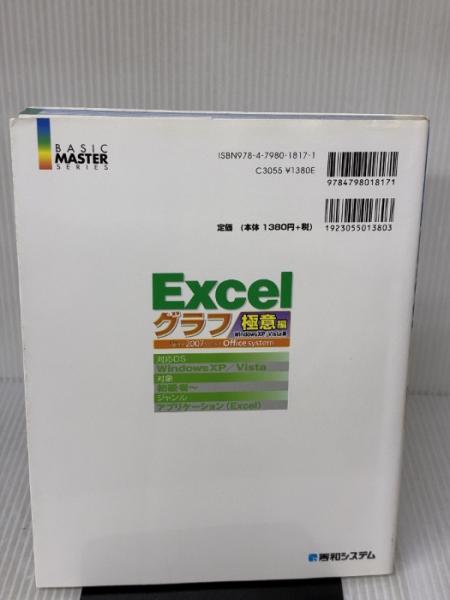 BASIC
MASTER
SERIES
ISBN978-4-7980-1817-1
C3055 ¥1380E
9784798018171
定価 (本体 1380円+税)
1923055013803
Excel
グラフ 極意編
WindowsXP, Vista版
2007 Office system
対応OS
Windows XP/Vista
対象
初級者〜
ジャンル
アプリケーション(Excel)
秀和システム